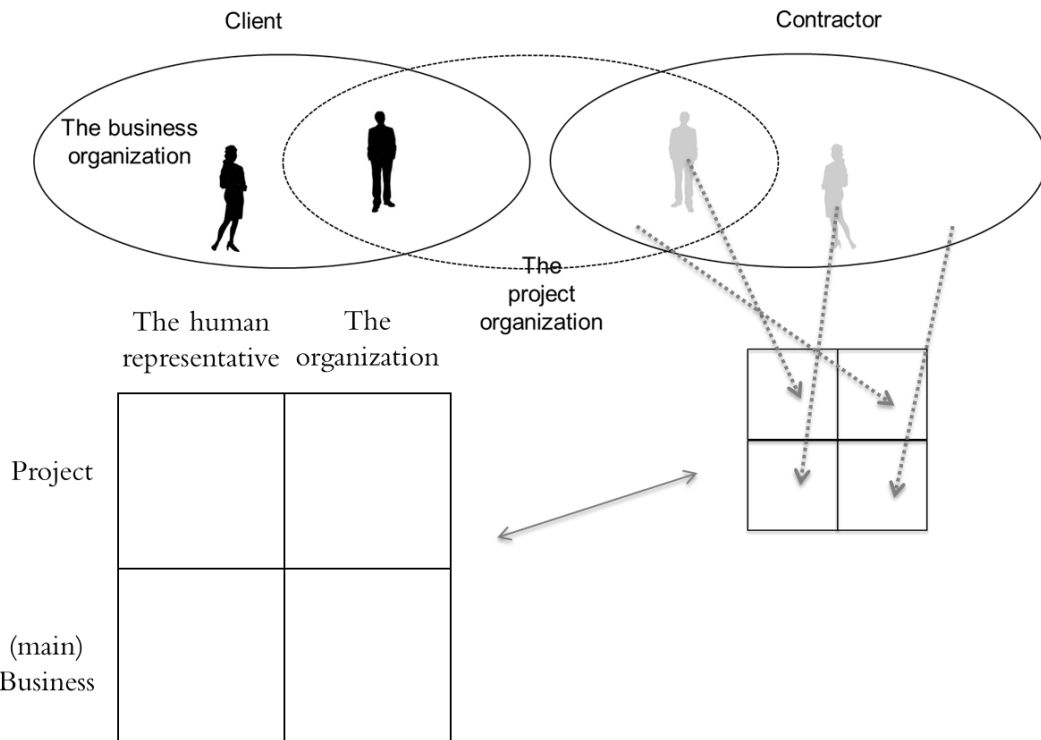 Client
Contractor
The business
organization
The
project
organization
The human
representative
The
organization
Project
(main)
Business